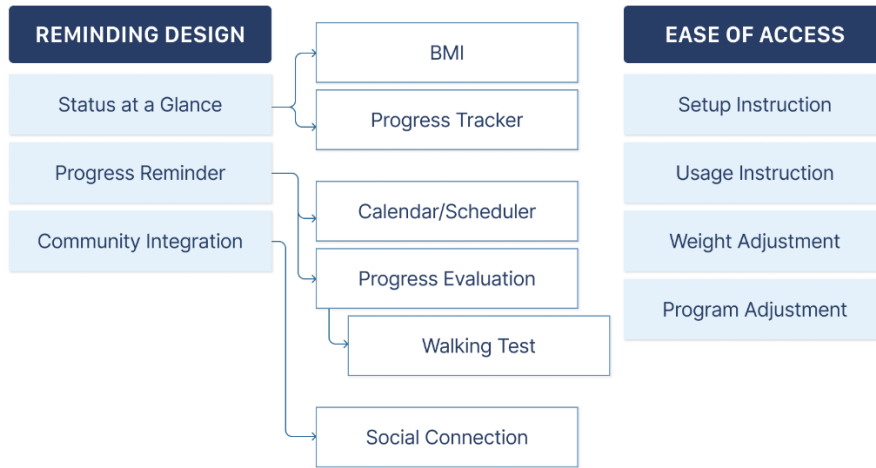 REMINDING DESIGN
Status at a Glance
Progress Reminder
Community Integration
BMI
Progress Tracker
Calendar/Scheduler
Progress Evaluation
Walking Test
Social Connection
EASE OF ACCESS
Setup Instruction
Usage Instruction
Weight Adjustment
Program Adjustment